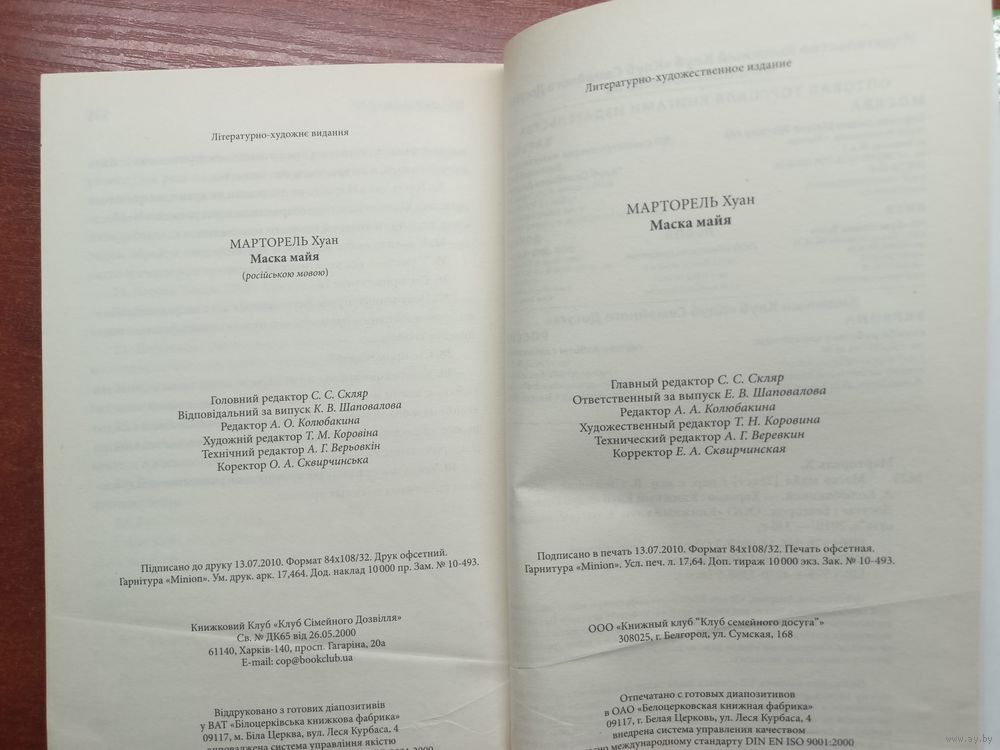 Літературно-художнє видання
МАРТОРЕЛЬ Хуан
Маска майя
(російською мовою)
Головний редактор С. С. Скляр
Відповідальний за випуск К. В. Шаповалова
Редактор А. О. Колюбакина
Художній редактор Т. М. Коровіна
Технічний редактор А. Г. Верьовкін
Коректор О. А. Сквирчинська
Підписано до друку 13.07.2010. Формат 84x108/32. Друк офсетний.
Гарнітура «Minion». Ум. друк. арк. 17,464. Дод. наклад 10 000 пр. Зам. № 10-493.
Книжковий Клуб «Клуб Сімейного Дозвілля»
Св. № ДК65 від 26.05.2000
61140, Харків-140, просп. Гагаріна, 20а
E-mail: cop@bookclub.ua
Віддруковано з готових діапозитивів
у ВАТ «Білоцерківська книжкова фабрика»
09117, м. Біла Церква, вул. Леся Курбаса, 4
впроваджена система управління якістю
Литературно-художественное издание
МАРТОРЕЛЬ Хуан
Маска майя
Главный редактор С. С. Скляр
Ответственный за выпуск Е. В. Шаповалова
Редактор А. А. Колюбакина
Художественный редактор Т. Н. Коровина
Технический редактор А. Г. Веревкин
Корректор Е. А. Сквирчинская
Подписано в печать 13.07.2010. Формат 84x108/32. Печать офсетная.
Гарнитура «Minion». Усл. печ. л. 17,64. Доп. тираж 10 000 экз. Зак. № 10-493.
ООО «Книжный клуб "Клуб семейного досуга"»
308025, г. Белгород, ул. Сумская, 168
Отпечатано с готовых диапозитивов
в ОАО «Белоцерковская книжная фабрика»
09117, г. Белая Церковь, ул. Леся Курбаса, 4
внедрена система управления качеством
международному стандарту DIN EN ISO 9001:2000
www.ay.by